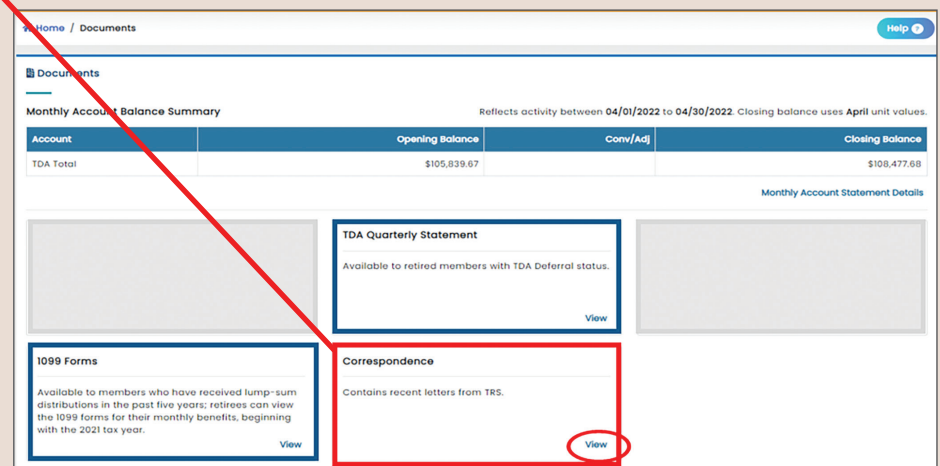 Home / Documents
Help ?
Documents
Monthly Account Balance Summary
Reflects activity between 04/01/2022 to 04/30/2022. Closing balance uses April unit values.
Account Opening Balance Conv/Adj Closing Balance
TDA Total $105,839.67 $108,477.68
Monthly Account Statement Details
TDA Quarterly Statement
Available to retired members with TDA Deferral status.
View
1099 Forms
Available to members who have received lump-sum
distributions in the past five years; retirees can view
the 1099 forms for their monthly benefits, beginning
with the 2021 tax year.
View
Correspondence
Contains recent letters from TRS.
View